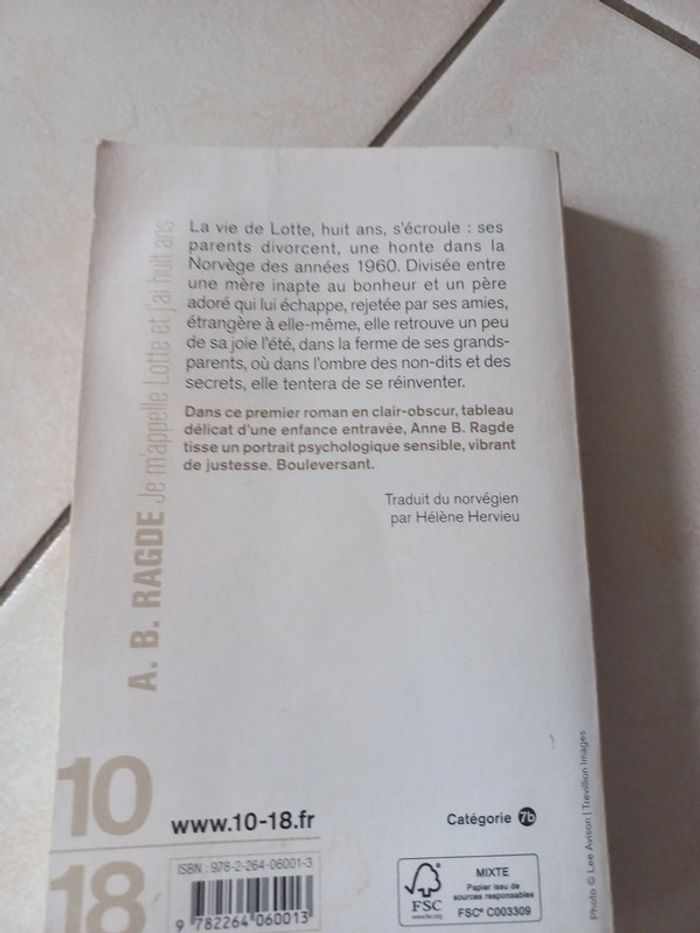 La vie de Lotte, huit ans, s'écroule : ses
parents divorcent, une honte dans la
Norvège des années 1960. Divisée entre
une mère inapte au bonheur et un père
adoré qui lui échappe, rejetée par ses amies,
étrangère à elle-même, elle retrouve un peu
de sa joie l'été, dans la ferme de ses grands-
parents, où dans l'ombre des non-dits et des
secrets, elle tentera de se réinventer.
Dans ce premier roman en clair-obscur, tableau
délicat d'une enfance entravée, Anne B. Ragde
tisse un portrait psychologique sensible, vibrant
de justesse. Bouleversant.
Traduit du norvégien
par Hélène Hervieu
A. B. RAGDE Je m'appelle Lotte et j'ai huit ans
10
18
www.10-18.fr
Catégorie 7b
ISBN : 978-2-264-06001-3
9 782264 060013
FSC
www.fsc.org
MIXTE
Papier issu de
sources responsables
FSC® C003309
Photo © Lee Avison | Trevillion Images